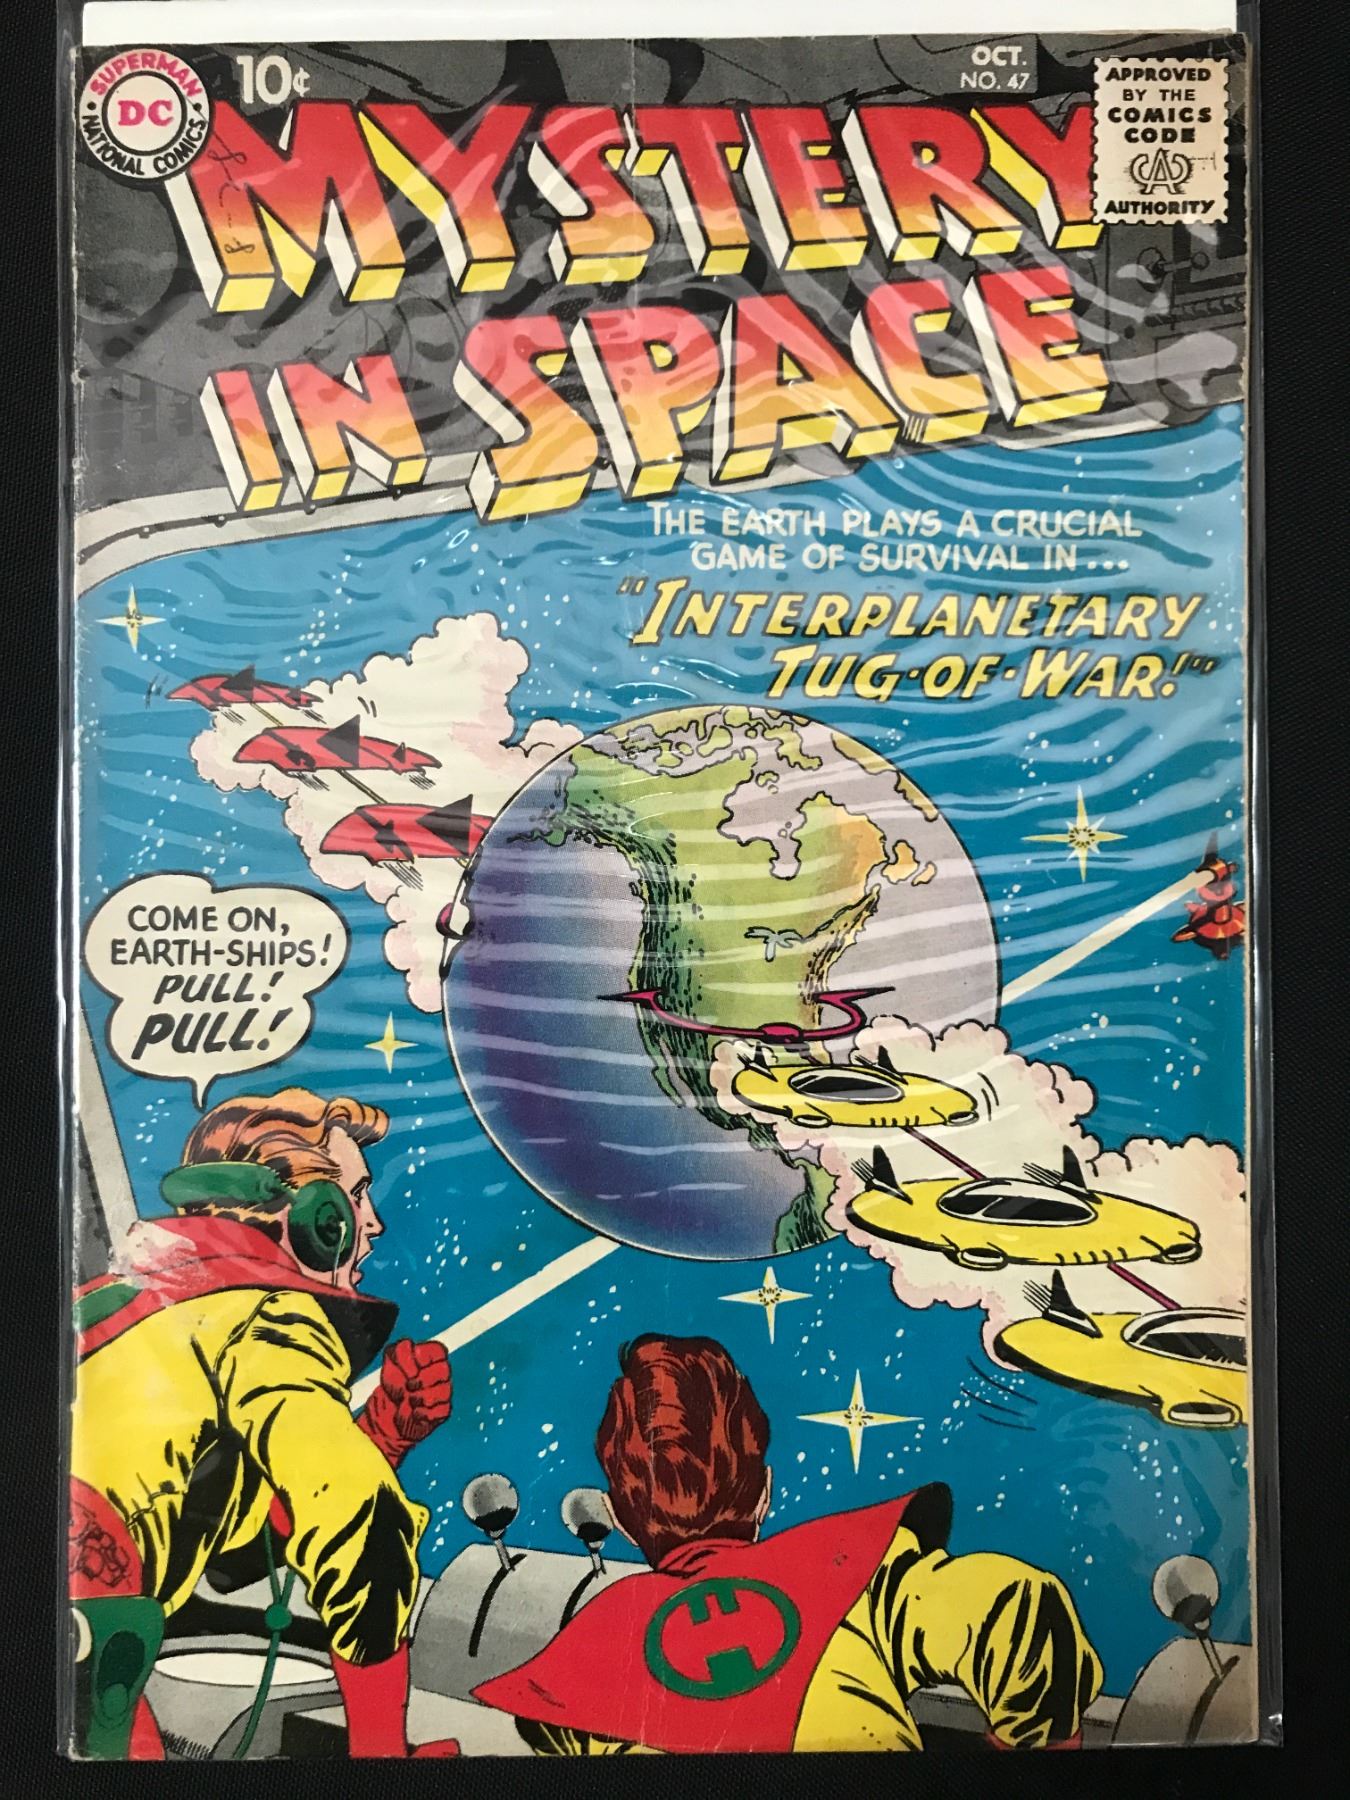 SUPERMAN
DC
NATIONAL COMICS
10¢
OCT.
NO. 47
APPROVED
BY THE
COMICS
CODE
AUTHORITY
MYSTERY
IN SPACE
THE EARTH PLAYS A CRUCIAL
GAME OF SURVIVAL IN...
"INTERPLANETARY
TUG-OF-WAR!"
COME ON,
EARTH-SHIPS!
PULL!
PULL!